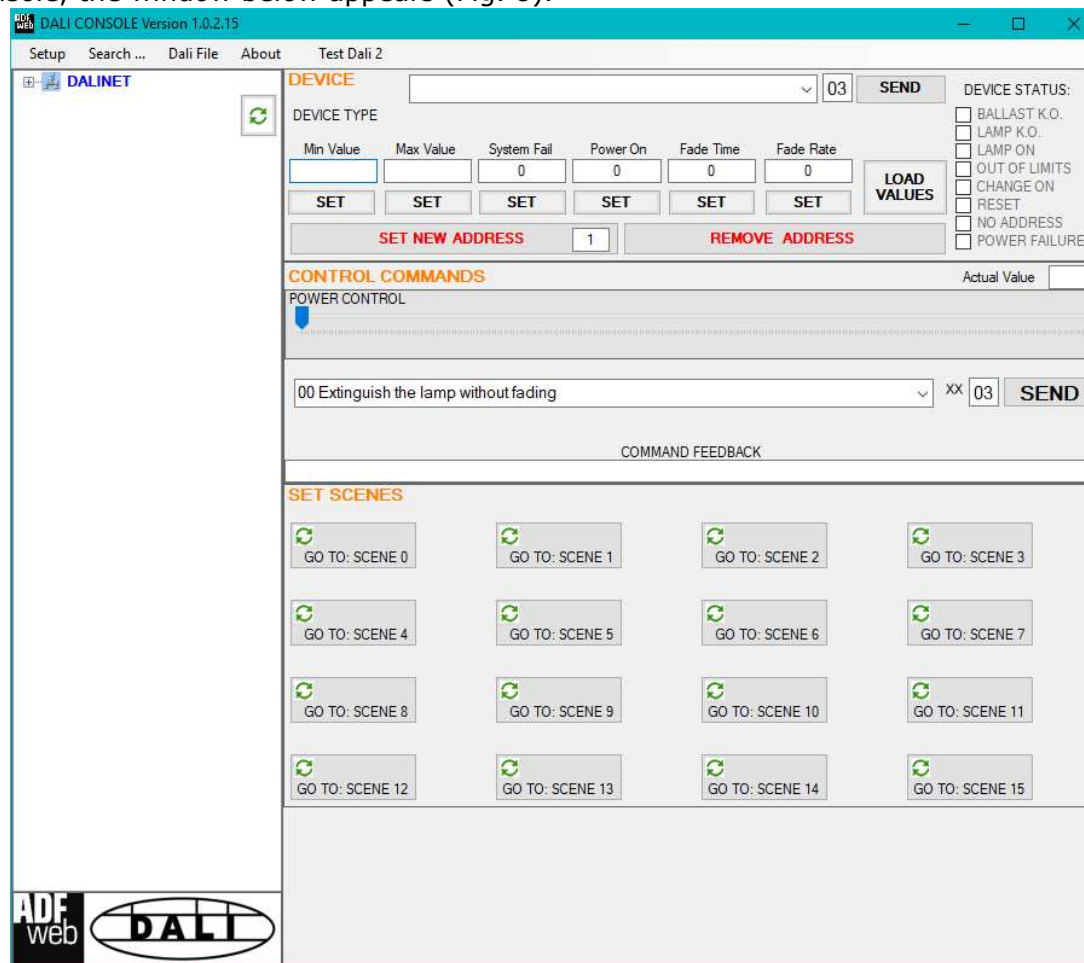 the window below appears (Fig. 6).
DALI CONSOLE Version 1.0.2.15
Setup Search ... Dali File About Test Dali 2
DALINET
DEVICE
03 SEND
DEVICE TYPE
DEVICE STATUS:
BALLAST K.O.
LAMP K.O.
LAMP ON
OUT OF LIMITS
CHANGE ON
RESET
NO ADDRESS
POWER FAILURE
Min Value Max Value System Fail Power On Fade Time Fade Rate
0 0 0 0
SET SET SET SET SET SET
LOAD
VALUES
SET NEW ADDRESS 1 REMOVE ADDRESS
CONTROL COMMANDS
Actual Value
POWER CONTROL
00 Extinguish the lamp without fading XX 03 SEND
COMMAND FEEDBACK
SET SCENES
GO TO: SCENE 0 GO TO: SCENE 1 GO TO: SCENE 2 GO TO: SCENE 3
GO TO: SCENE 4 GO TO: SCENE 5 GO TO: SCENE 6 GO TO: SCENE 7
GO TO: SCENE 8 GO TO: SCENE 9 GO TO: SCENE 10 GO TO: SCENE 11
GO TO: SCENE 12 GO TO: SCENE 13 GO TO: SCENE 14 GO TO: SCENE 15
ADF
web
DALI